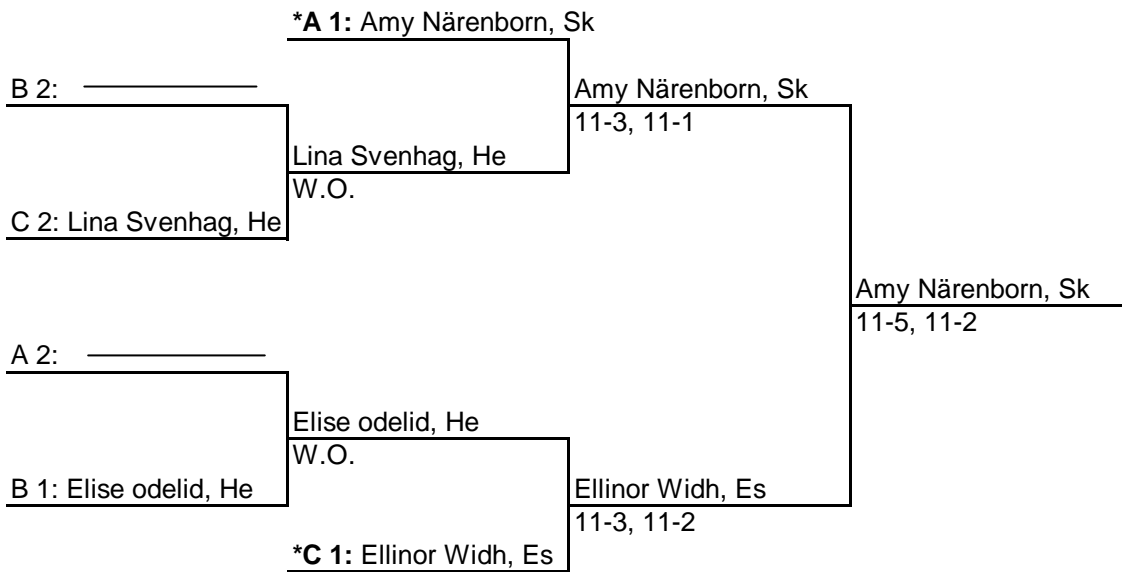 *A 1: Amy Närenborn, Sk
B 2:
Amy Närenborn, Sk
11-3, 11-1
Lina Svenhag, He
W.O.
C 2: Lina Svenhag, He
Amy Närenborn, Sk
11-5, 11-2
A 2:
Elise odelid, He
W.O.
B 1: Elise odelid, He
Ellinor Widh, Es
11-3, 11-2
*C 1: Ellinor Widh, Es